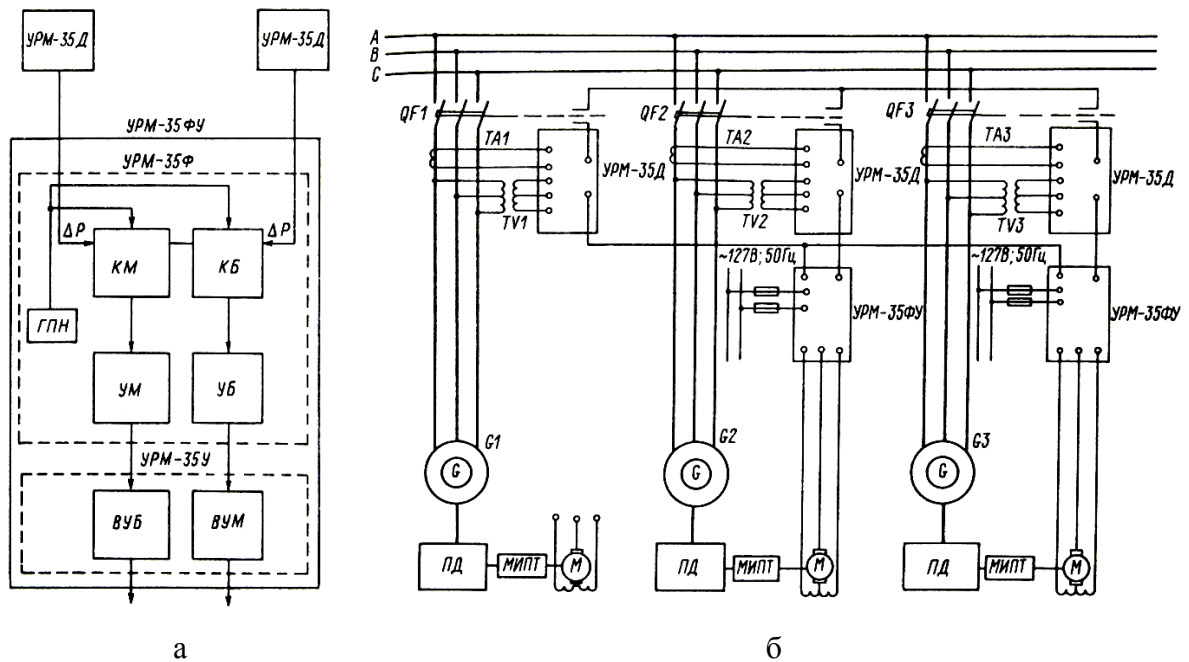 УРМ-35Д
УРМ-35Д
УРМ-35ФУ
УРМ-35Ф
ΔР
ΔР
КМ
КБ
ГПН
УМ
УБ
УРМ-35У
ВУБ
ВУМ
а
А
В
С
QF1
QF2
QF3
TA1
TA2
TA3
УРМ-35Д
УРМ-35Д
УРМ-35Д
TV1
TV2
TV3
~127В; 50Гц
~127В; 50Гц
УРМ-35ФУ
УРМ-35ФУ
G1
G2
G3
G
G
G
ПД
МИПТ
М
ПД
МИПТ
М
ПД
МИПТ
М
б